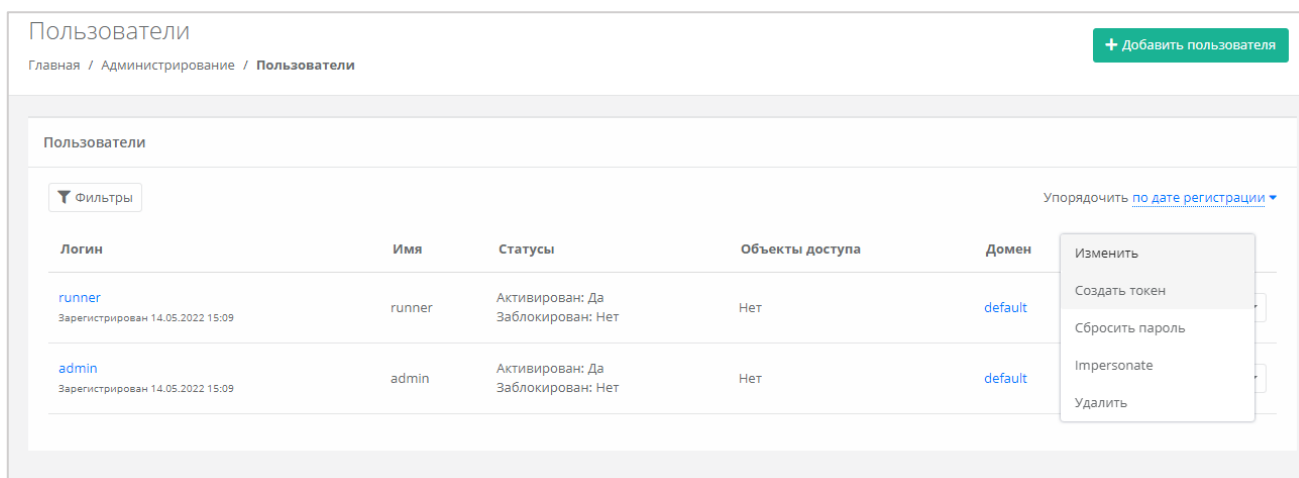 Пользователи
Главная / Администрирование / Пользователи
+ Добавить пользователя
Пользователи
Фильтры
Упорядочить по дате регистрации
Логин Имя Статусы Объекты доступа Домен
runner
Зарегистрирован 14.05.2022 15:09
runner
Активирован: Да
Заблокирован: Нет
Нет
default
admin
Зарегистрирован 14.05.2022 15:09
admin
Активирован: Да
Заблокирован: Нет
Нет
default
Изменить
Создать токен
Сбросить пароль
Impersonate
Удалить